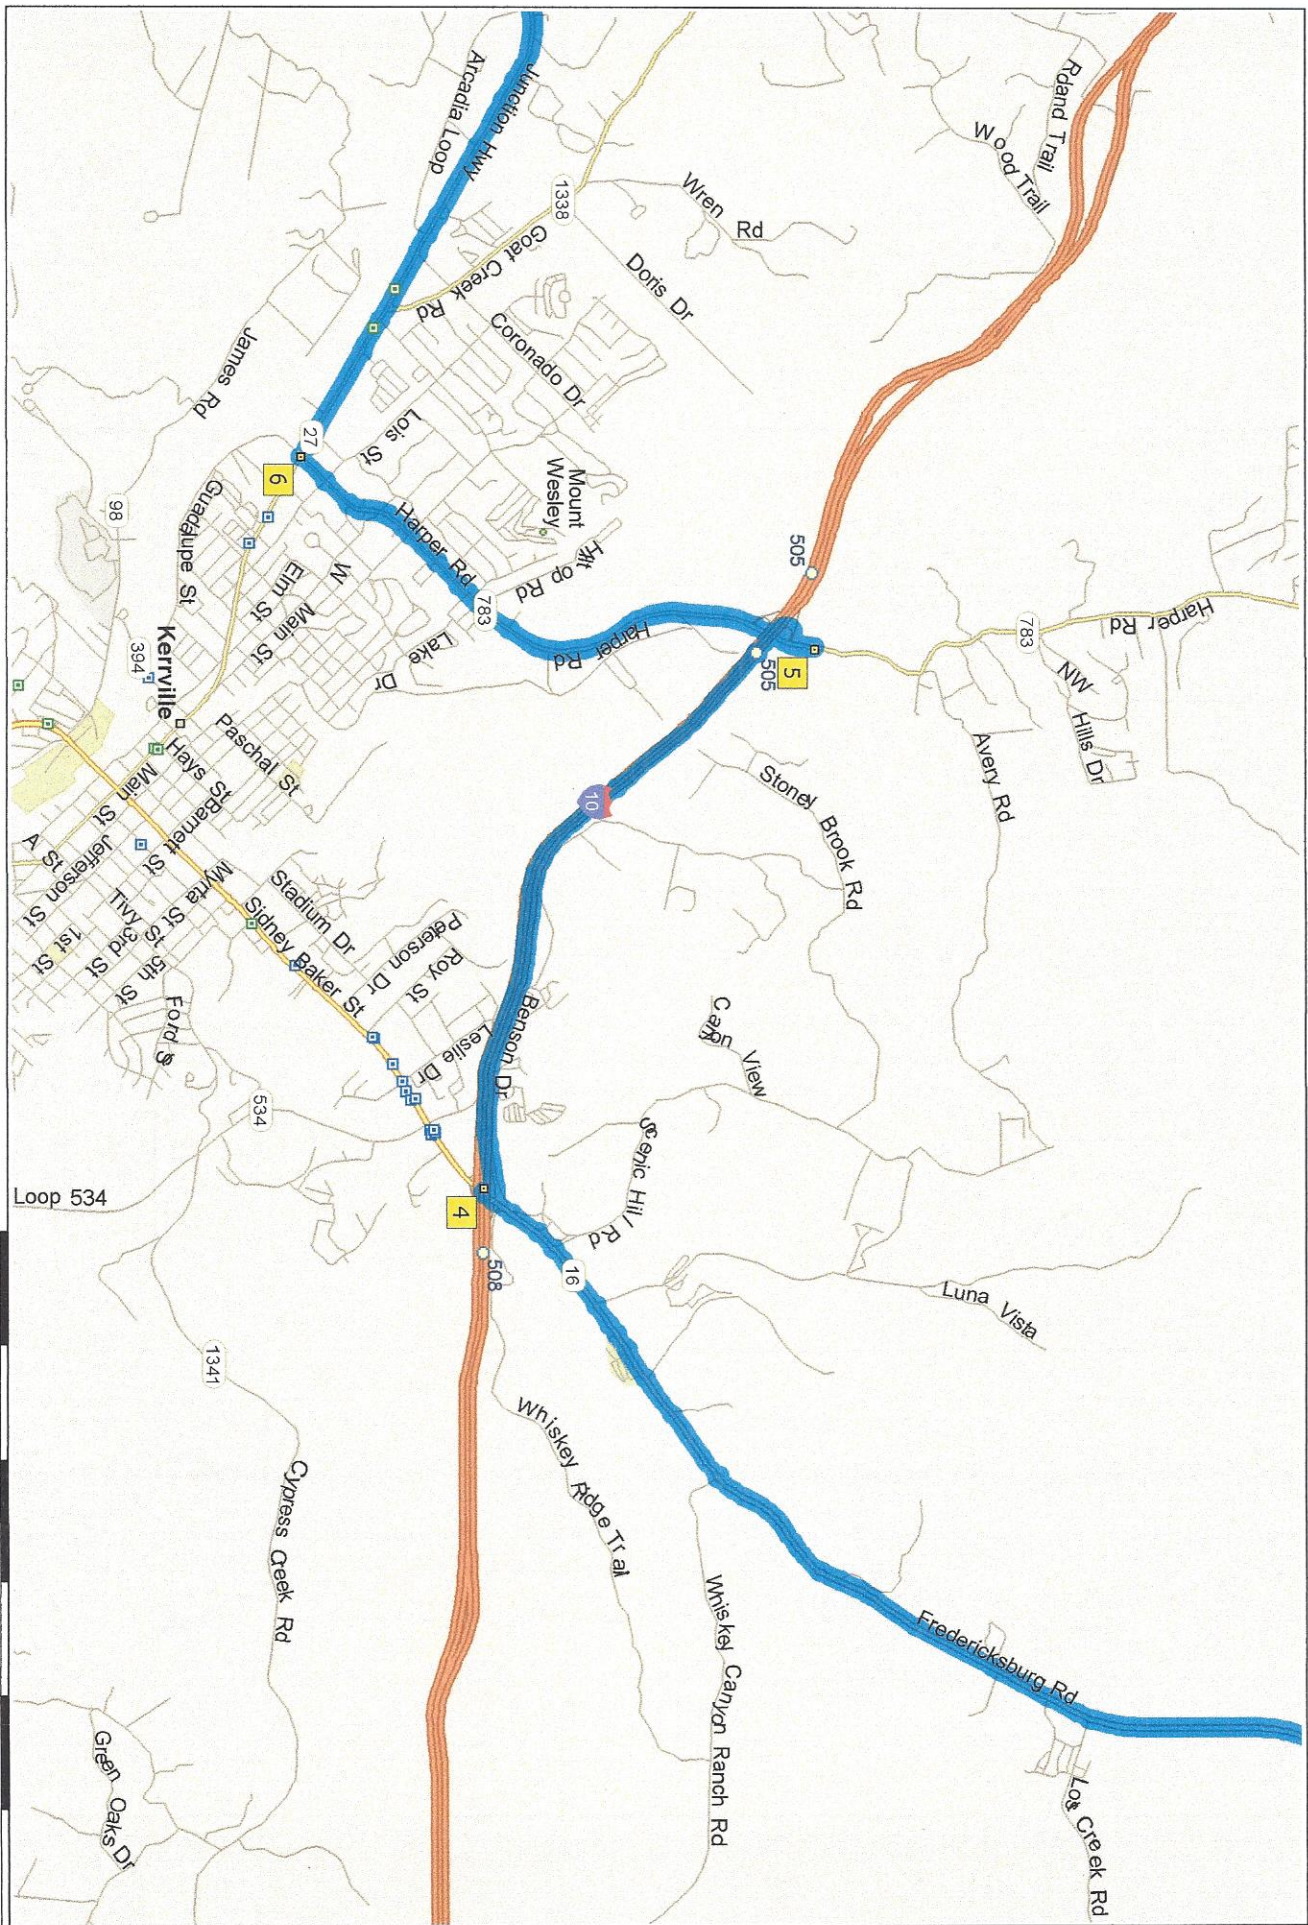 Roland Trail
Wood Trail
Junction Hwy
Arcadia Loop
1338
Wren
Rd
Goat Creek
Rd
Doris Dr
Coronado Dr
James Rd
27
Lois
St
6
Mount
Wesley
98
Guadalupe St
Harper Rd
505
W
Main St
Elm St
783
Harper
Rd
Harper Rd
783
505
5
NW Hills Dr
Kerrville
394
Lake
Dr
Paschal St
Hays St
Main St
Barnett St
A St
Jefferson St
10
Stoney Brook Rd
Avery Rd
Tivy St
Myrta St
1st St
3rd St
5th St
Stadium Dr
Sidney Baker St
Peterson Dr
Roy St
Leslie Dr
Benson Dr
Canyon View
534
Loop 534
4
508
Scenic Hill Rd
16
Luna Vista
1341
Cypress Creek Rd
Whiskey Ridge Trail
Whiskey Canyon Ranch Rd
Fredericksburg Rd
Green Oaks Dr
Creek Rd